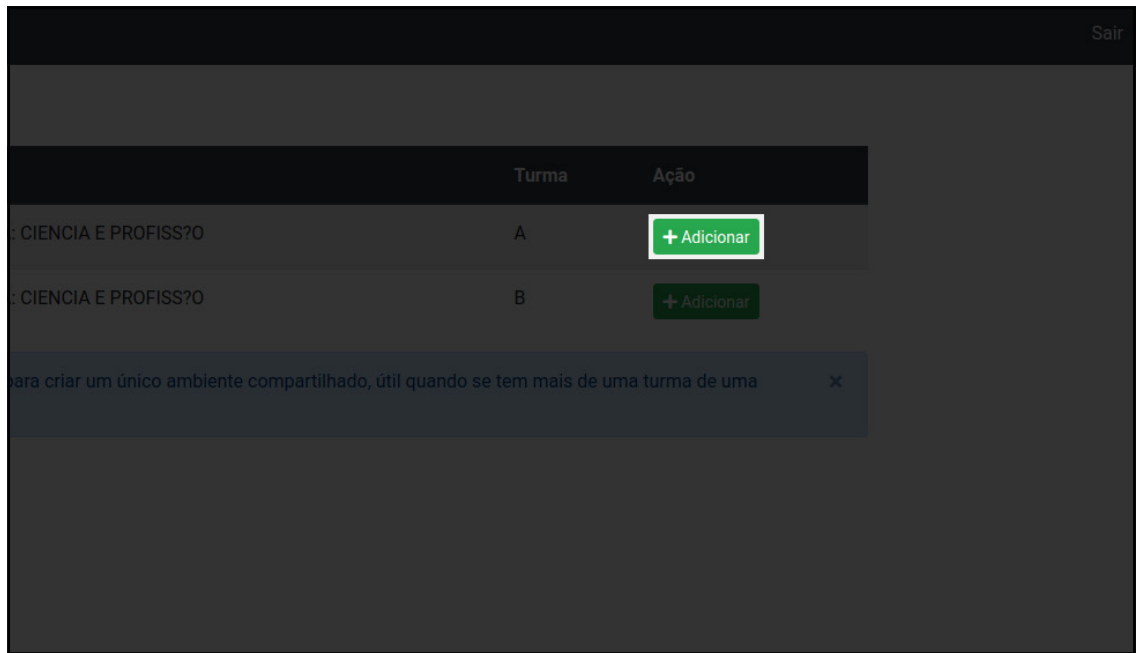 Sair
Turma Ação
: CIENCIA E PROFISS?O A + Adicionar
: CIENCIA E PROFISS?O B + Adicionar
para criar um único ambiente compartilhado, útil quando se tem mais de uma turma de uma ×